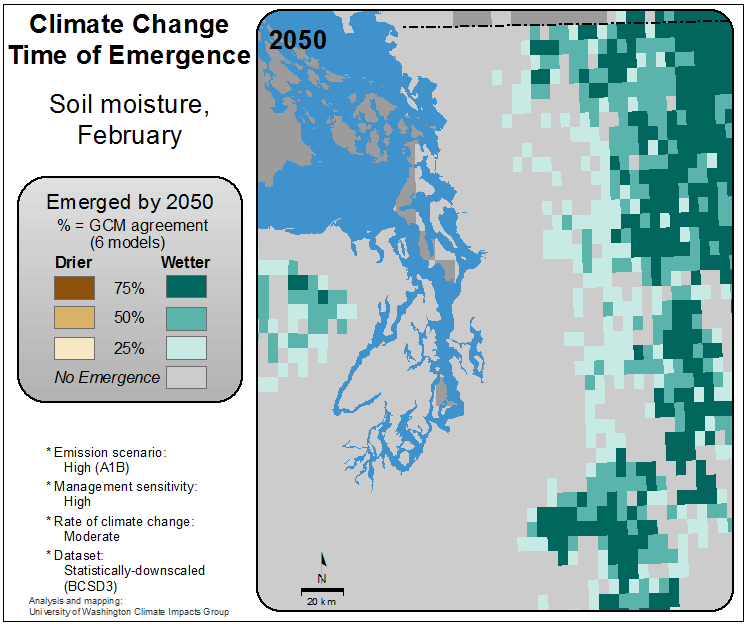 Climate Change
Time of Emergence
Soil moisture,
February
Emerged by 2050
% = GCM agreement
(6 models)
Drier Wetter
75%
50%
25%
No Emergence
* Emission scenario:
High (A1B)
* Management sensitivity:
High
* Rate of climate change:
Moderate
* Dataset:
Statistically-downscaled
(BCSD3)
Analysis and mapping:
University of Washington Climate Impacts Group
2050
N
20 km